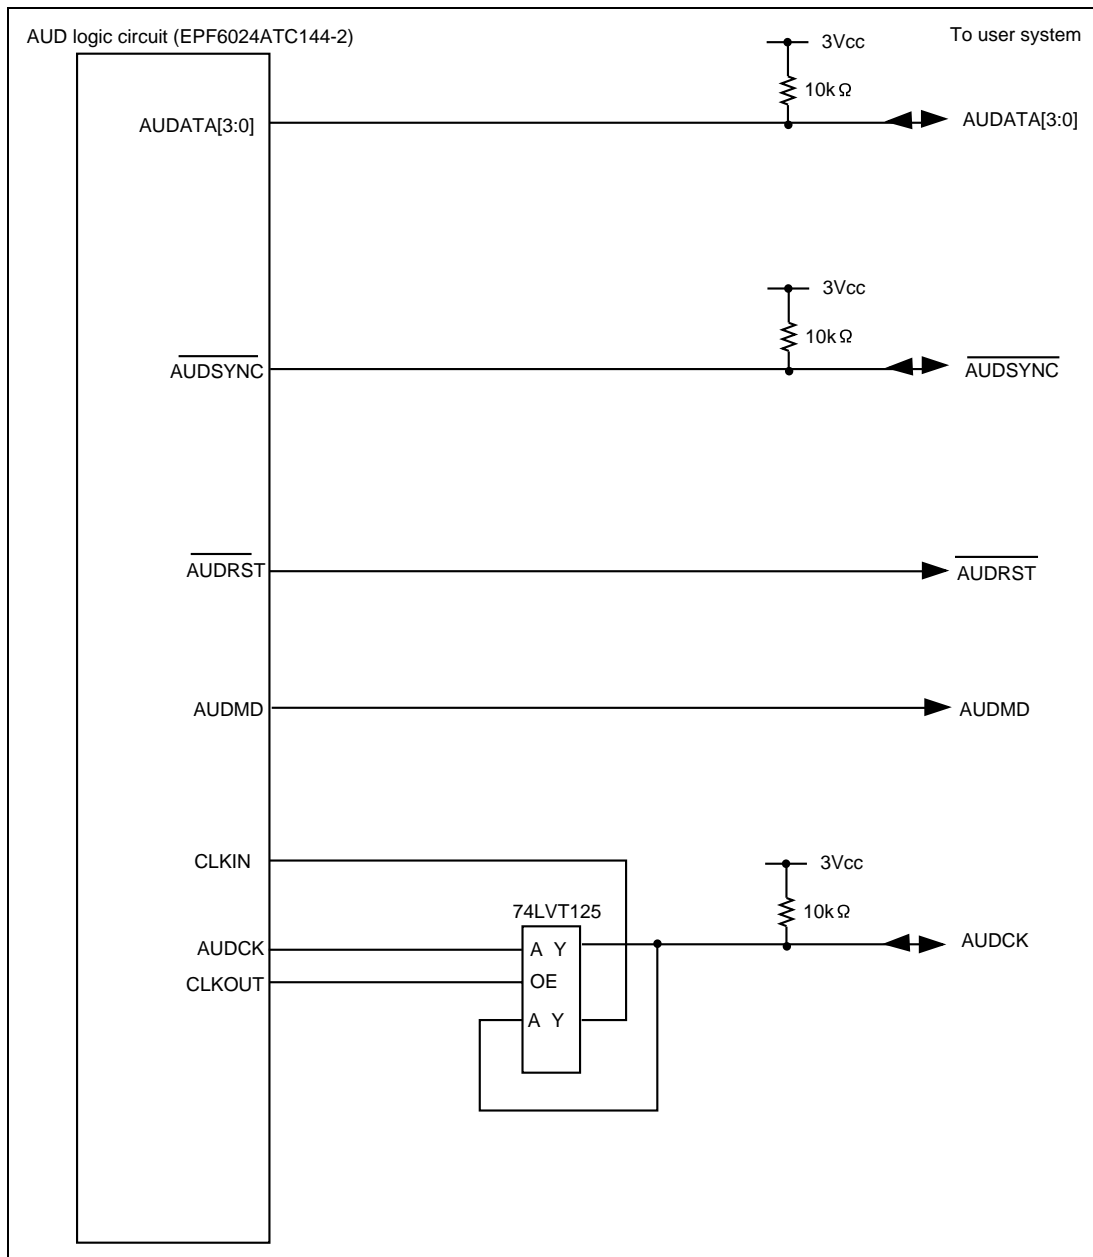 AUD logic circuit (EPF6024ATC144-2)
To user system
3Vcc
10kΩ
AUDATA[3:0]
AUDATA[3:0]
3Vcc
10kΩ
AUDSYNC
AUDSYNC
AUDRST
AUDRST
AUDMD
AUDMD
CLKIN
3Vcc
74LVT125
10kΩ
AUDCK
A Y
AUDCK
CLKOUT
OE
A Y